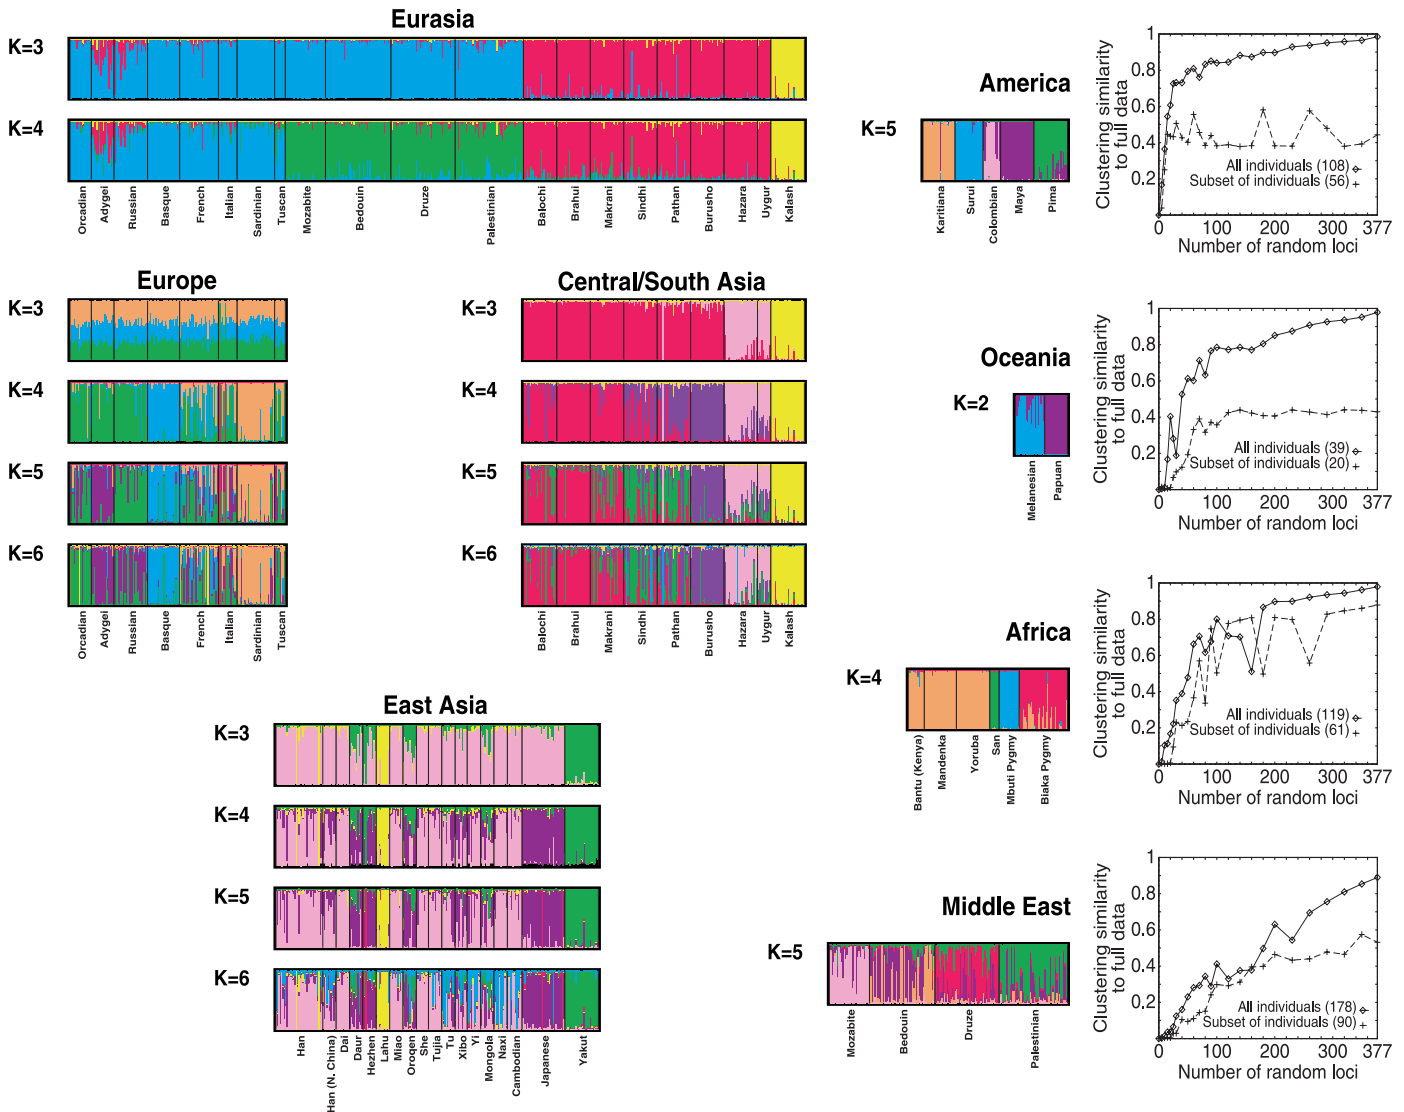 Eurasia
K=3
K=4
Orcadian
Adygei
Russian
Basque
French
Italian
Sardinian
Tuscan
Mozabite
Bedouin
Druze
Palestinian
Balochi
Brahui
Makrani
Sindhi
Pathan
Burusho
Hazara
Uygur
Kalash
Europe
K=3
K=4
K=5
K=6
Orcadian
Adygei
Russian
Basque
French
Italian
Sardinian
Tuscan
Central/South Asia
K=3
K=4
K=5
K=6
Balochi
Brahui
Makrani
Sindhi
Pathan
Burusho
Hazara
Uygur
Kalash
East Asia
K=3
K=4
K=5
K=6
Han
Han (N. China)
Dai
Daur
Hezhen
Lahu
Miao
Oroqen
She
Tujia
Tu
Xibo
Yi
Mongola
Naxi
Cambodian
Japanese
Yakut
America
K=5
Karitiana
Surui
Colombian
Maya
Pima
Clustering similarity
to full data
1
0.8
0.6
0.4
0.2
All individuals (108)
Subset of individuals (56)
0 100 200 300 377
Number of random loci
Oceania
K=2
Melanesian
Papuan
Clustering similarity
to full data
1
0.8
0.6
0.4
0.2
All individuals (39)
Subset of individuals (20)
0 100 200 300 377
Number of random loci
Africa
K=4
Bantu (Kenya)
Mandenka
Yoruba
San
Mbuti Pygmy
Biaka Pygmy
Clustering similarity
to full data
1
0.8
0.6
0.4
0.2
All individuals (119)
Subset of individuals (61)
0 100 200 300 377
Number of random loci
Middle East
K=5
Mozabite
Bedouin
Druze
Palestinian
Clustering similarity
to full data
1
0.8
0.6
0.4
0.2
All individuals (178)
Subset of individuals (90)
0 100 200 300 377
Number of random loci